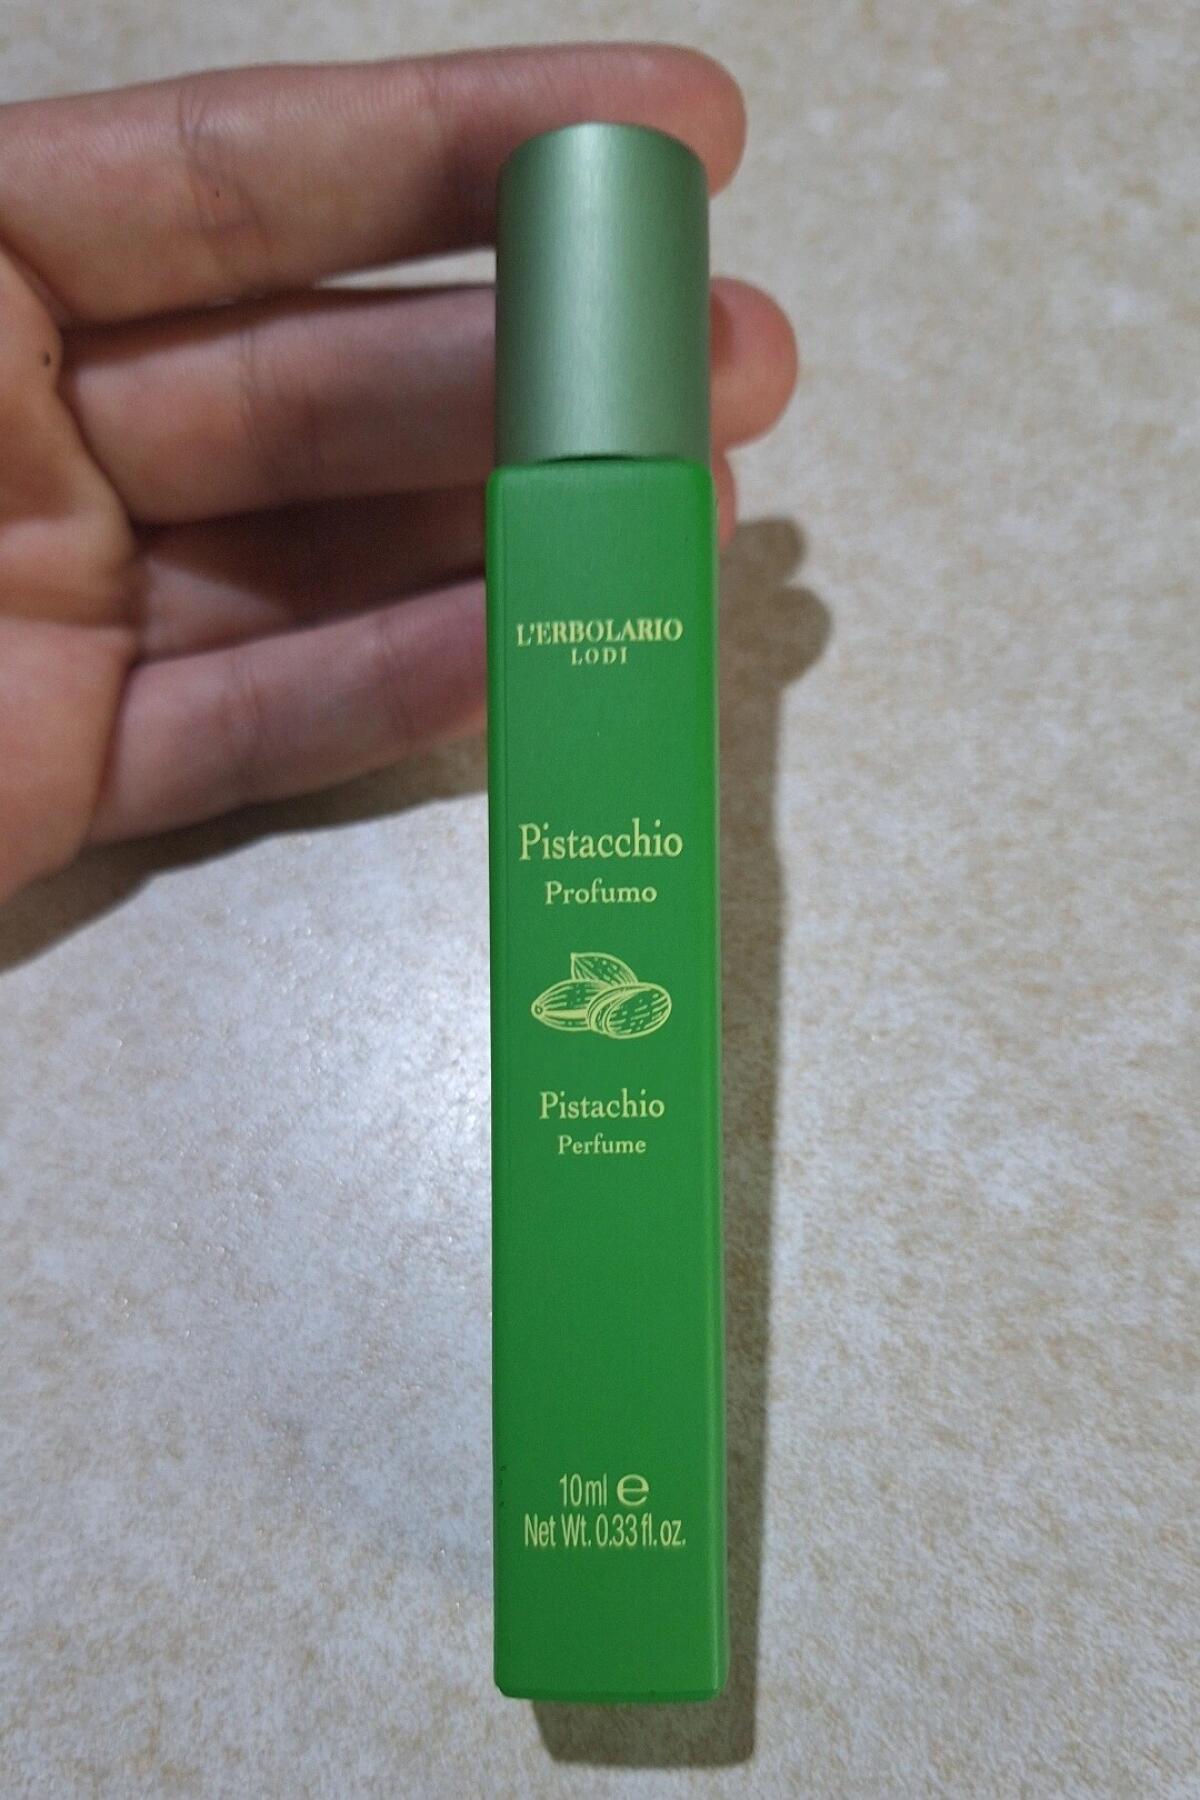 L'ERBOLARIO
LODI
Pistacchio
Profumo
Pistachio
Perfume
10ml ℮
Net Wt. 0.33 fl. oz.